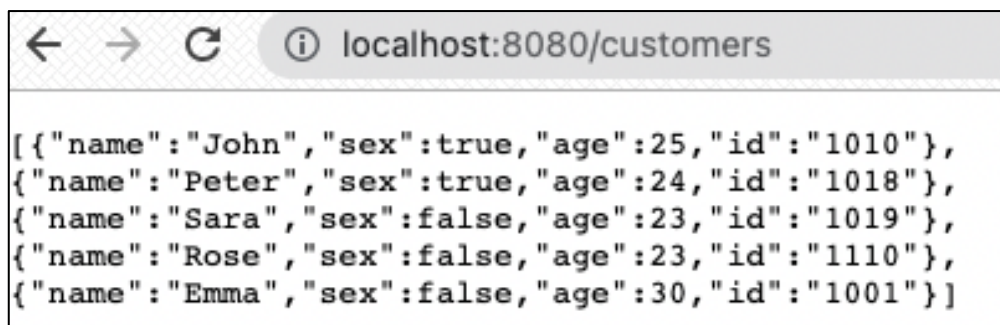 localhost:8080/customers
[{"name":"John","sex":true,"age":25,"id":"1010"},
{"name":"Peter","sex":true,"age":24,"id":"1018"},
{"name":"Sara","sex":false,"age":23,"id":"1019"},
{"name":"Rose","sex":false,"age":23,"id":"1110"},
{"name":"Emma","sex":false,"age":30,"id":"1001"}]